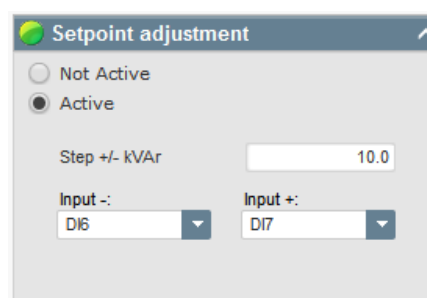 Setpoint adjustment
Not Active
Active
Step +/- kVAr 10.0
Input -: Input +:
DI6 DI7